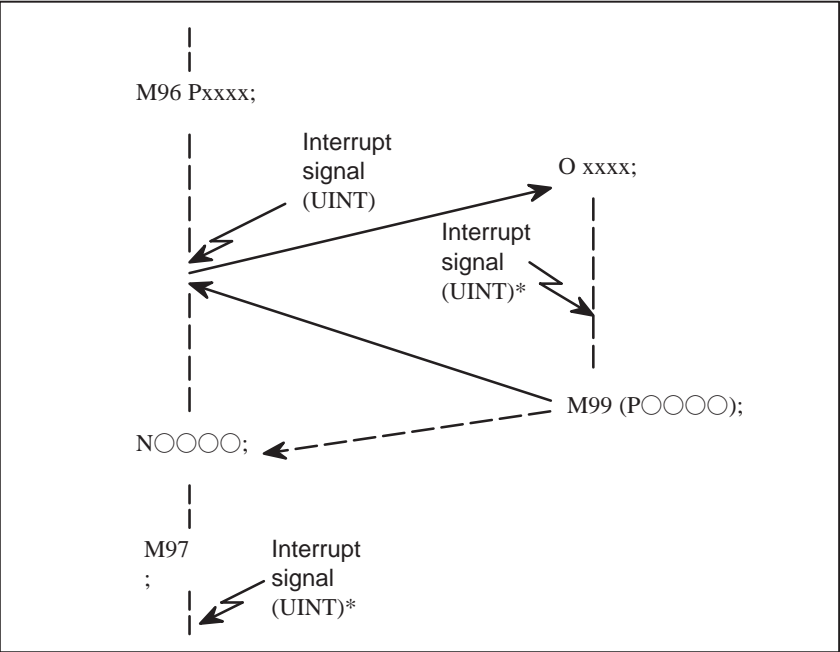 M96 Pxxxx;
Interrupt
signal
(UINT)
O xxxx;
Interrupt
signal
(UINT)*
M99 (P○○○○);
N○○○○;
M97
;
Interrupt
signal
(UINT)*